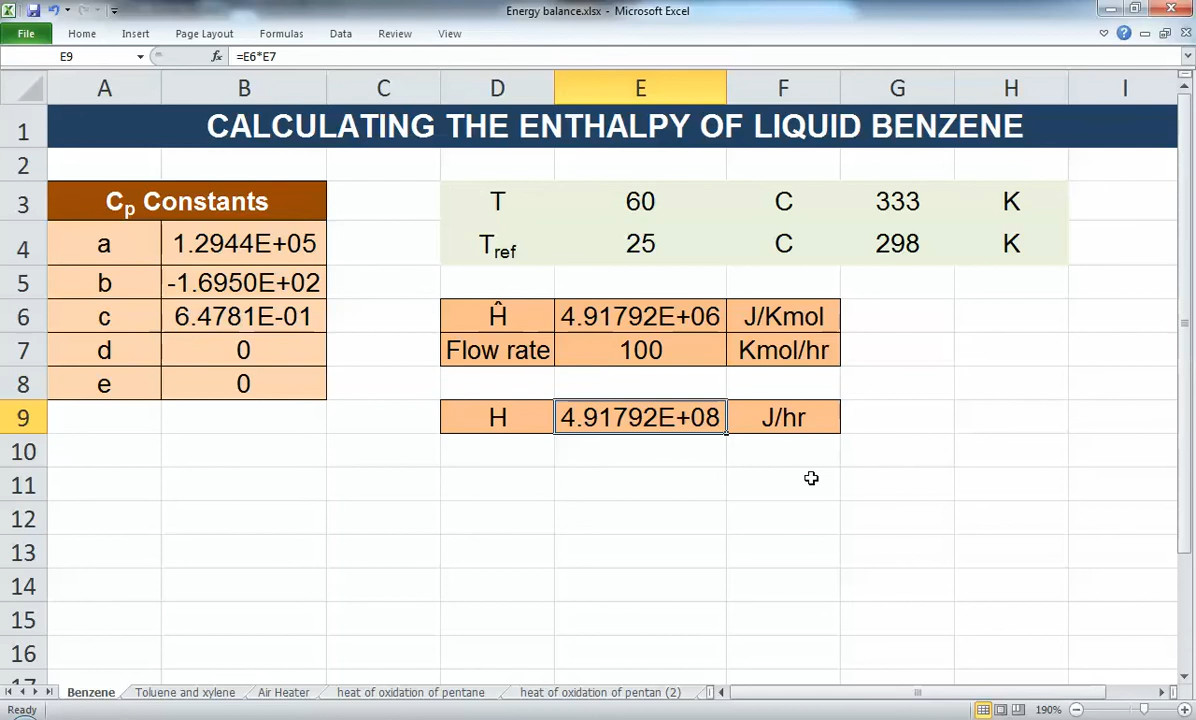 Energy balance.xlsx - Microsoft Excel
File Home Insert Page Layout Formulas Data Review View
E9 fx =E6*E7
A B C D E F G H I
1 CALCULATING THE ENTHALPY OF LIQUID BENZENE
2
3 Cp Constants T 60 C 333 K
4 a 1.2944E+05 Tref 25 C 298 K
5 b -1.6950E+02
6 c 6.4781E-01 Ĥ 4.91792E+06 J/Kmol
7 d 0 Flow rate 100 Kmol/hr
8 e 0
9 H 4.91792E+08 J/hr
10
11
12
13
14
15
16
17
Benzene Toluene and xylene Air Heater heat of oxidation of pentane heat of oxidation of pentan (2)
Ready 190%